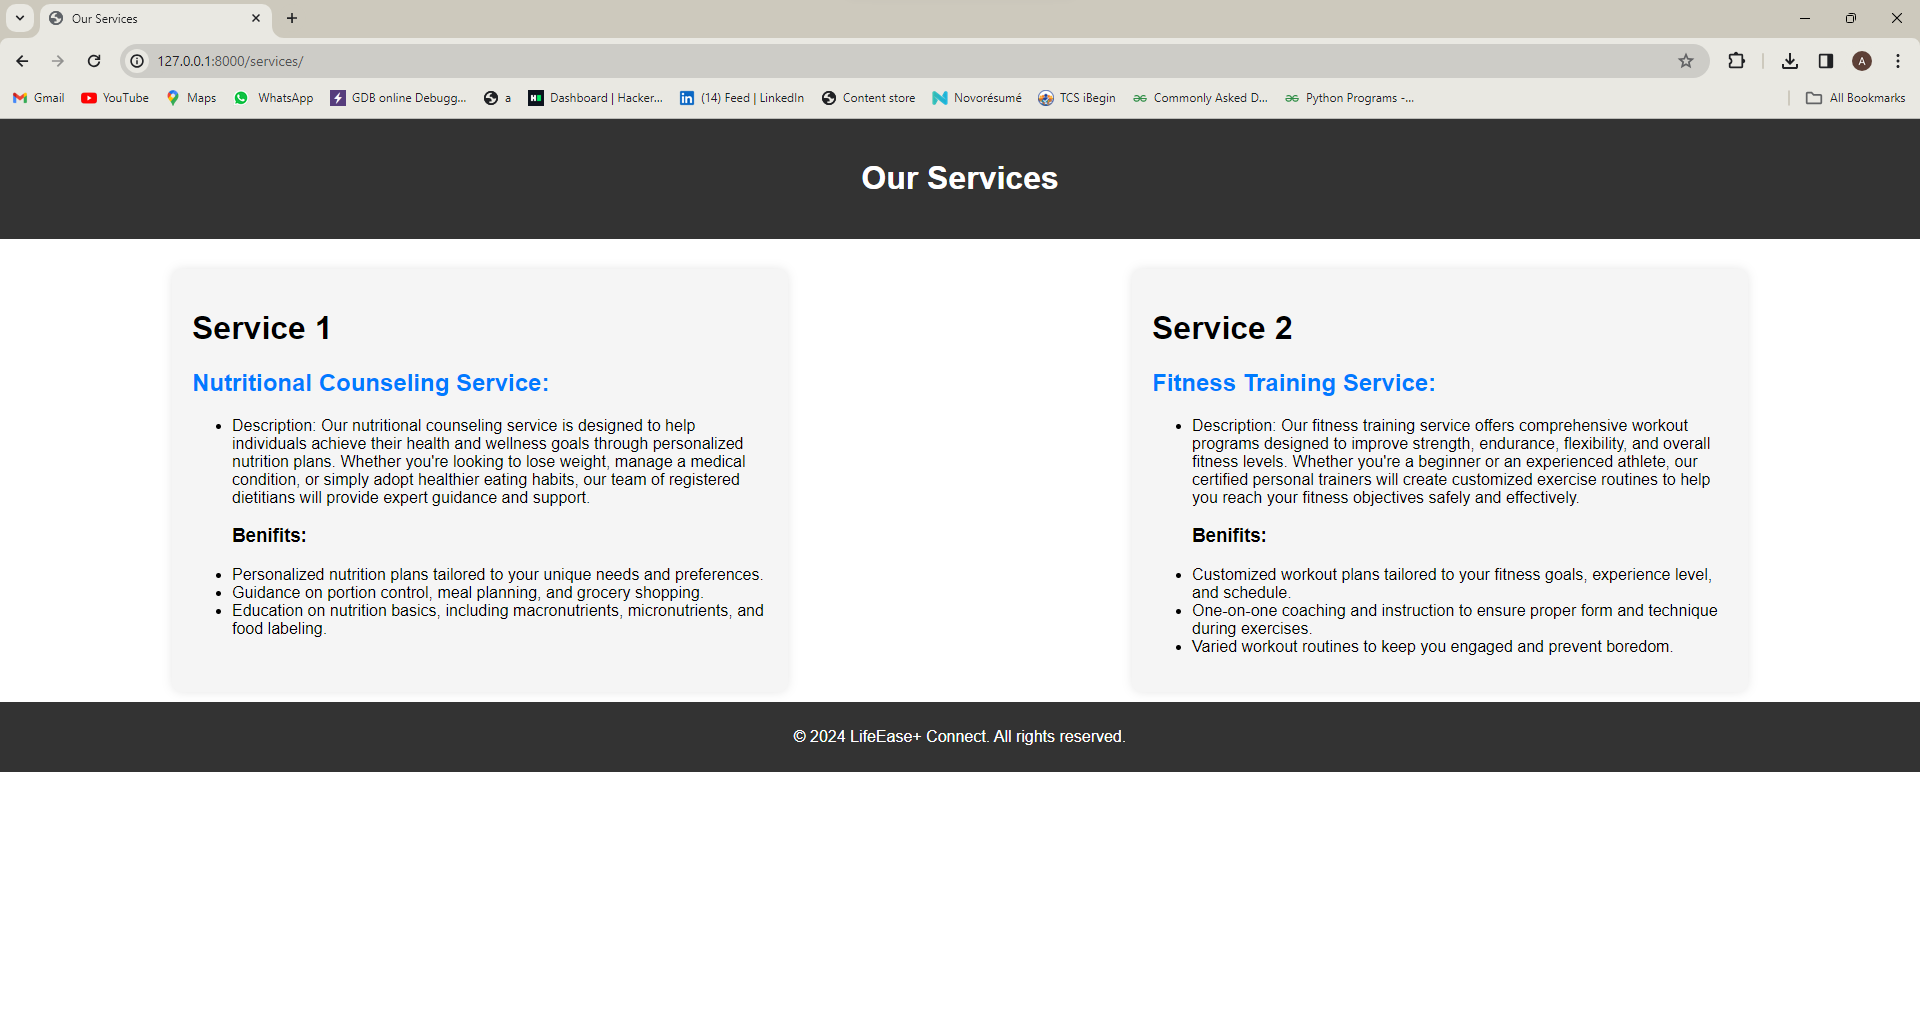 Our Services
127.0.0.1:8000/services/
A
Gmail
YouTube
Maps
WhatsApp
GDB online Debugg...
a
Dashboard | Hacker...
(14) Feed | LinkedIn
Content store
Novorésumé
TCS iBegin
Commonly Asked D...
Python Programs -...
All Bookmarks
Our Services
Service 1
Nutritional Counseling Service:
Description: Our nutritional counseling service is designed to help
individuals achieve their health and wellness goals through personalized
nutrition plans. Whether you're looking to lose weight, manage a medical
condition, or simply adopt healthier eating habits, our team of registered
dietitians will provide expert guidance and support.
Benifits:
Personalized nutrition plans tailored to your unique needs and preferences.
Guidance on portion control, meal planning, and grocery shopping.
Education on nutrition basics, including macronutrients, micronutrients, and
food labeling.
Service 2
Fitness Training Service:
Description: Our fitness training service offers comprehensive workout
programs designed to improve strength, endurance, flexibility, and overall
fitness levels. Whether you're a beginner or an experienced athlete, our
certified personal trainers will create customized exercise routines to help
you reach your fitness objectives safely and effectively.
Benifits:
Customized workout plans tailored to your fitness goals, experience level,
and schedule.
One-on-one coaching and instruction to ensure proper form and technique
during exercises.
Varied workout routines to keep you engaged and prevent boredom.
© 2024 LifeEase+ Connect. All rights reserved.